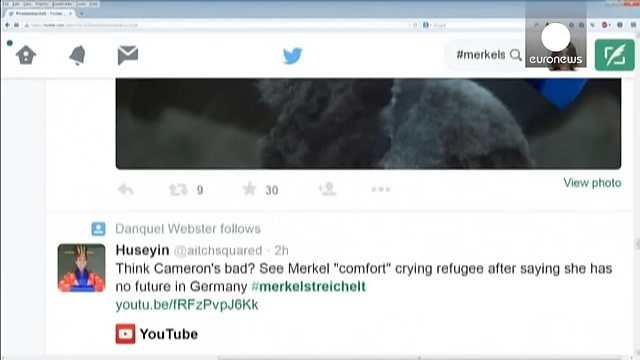 #merkels
euronews
9
30
View photo
Danquel Webster follows
Huseyin @aitchsquared · 2h
Think Cameron's bad? See Merkel "comfort" crying refugee after saying she has
no future in Germany #merkelstreichelt
youtu.be/fRFzPvpJ6Kk
YouTube